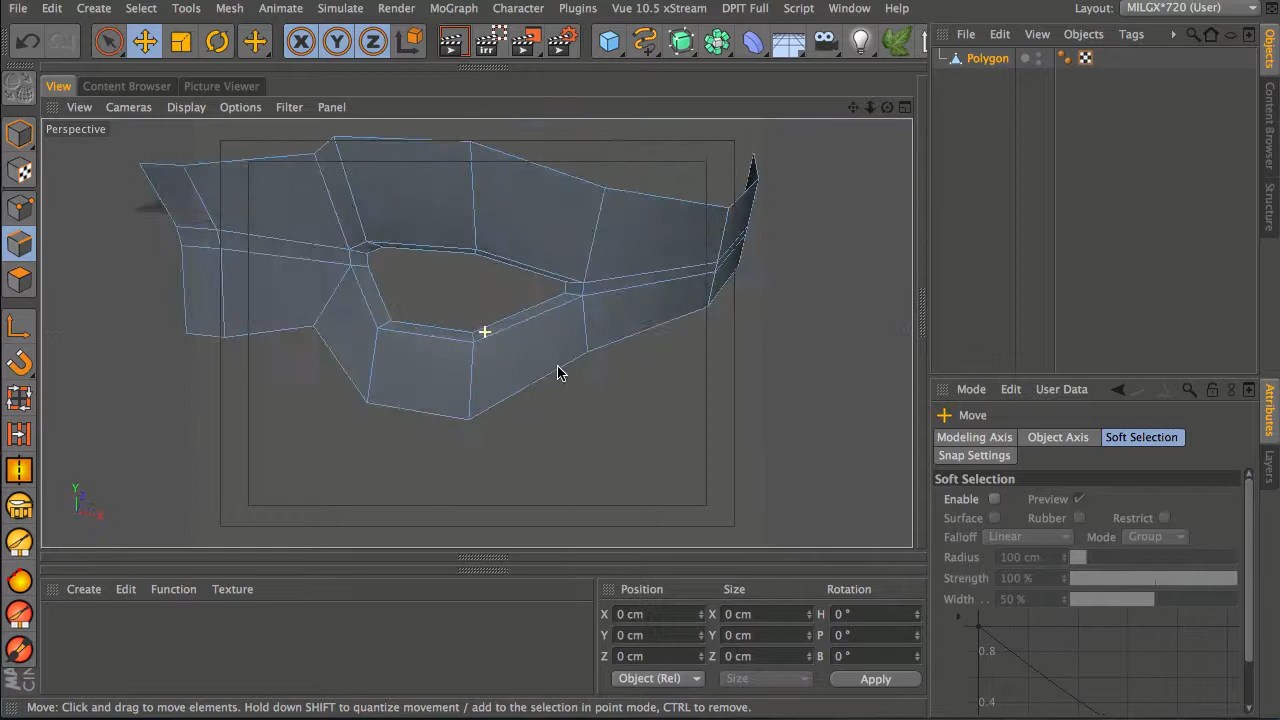 File Edit Create Select Tools Mesh Animate Simulate Render MoGraph Character Plugins Vue 10.5 xStream DPIT Full Script Window Help Layout: MILGX*720 (User)
X Y Z irr
File Edit View Objects Tags
View Content Browser Picture Viewer
Polygon
View Cameras Display Options Filter Panel
Perspective
Objects
Content Browser
Structure
Mode Edit User Data
Move
Modeling Axis Object Axis Soft Selection
Snap Settings
Soft Selection
Enable Preview
Surface Rubber Restrict
Falloff Linear Mode Group
Radius 100 cm
Strength 100 %
Width . . 50 %
0.8
0.4
Attributes
Layers
Y
Create Edit Function Texture
Position Size Rotation
X 0 cm X 0 cm H 0 °
Y 0 cm Y 0 cm P 0 °
Z 0 cm Z 0 cm B 0 °
Object (Rel) Size Apply
Move: Click and drag to move elements. Hold down SHIFT to quantize movement / add to the selection in point mode, CTRL to remove.